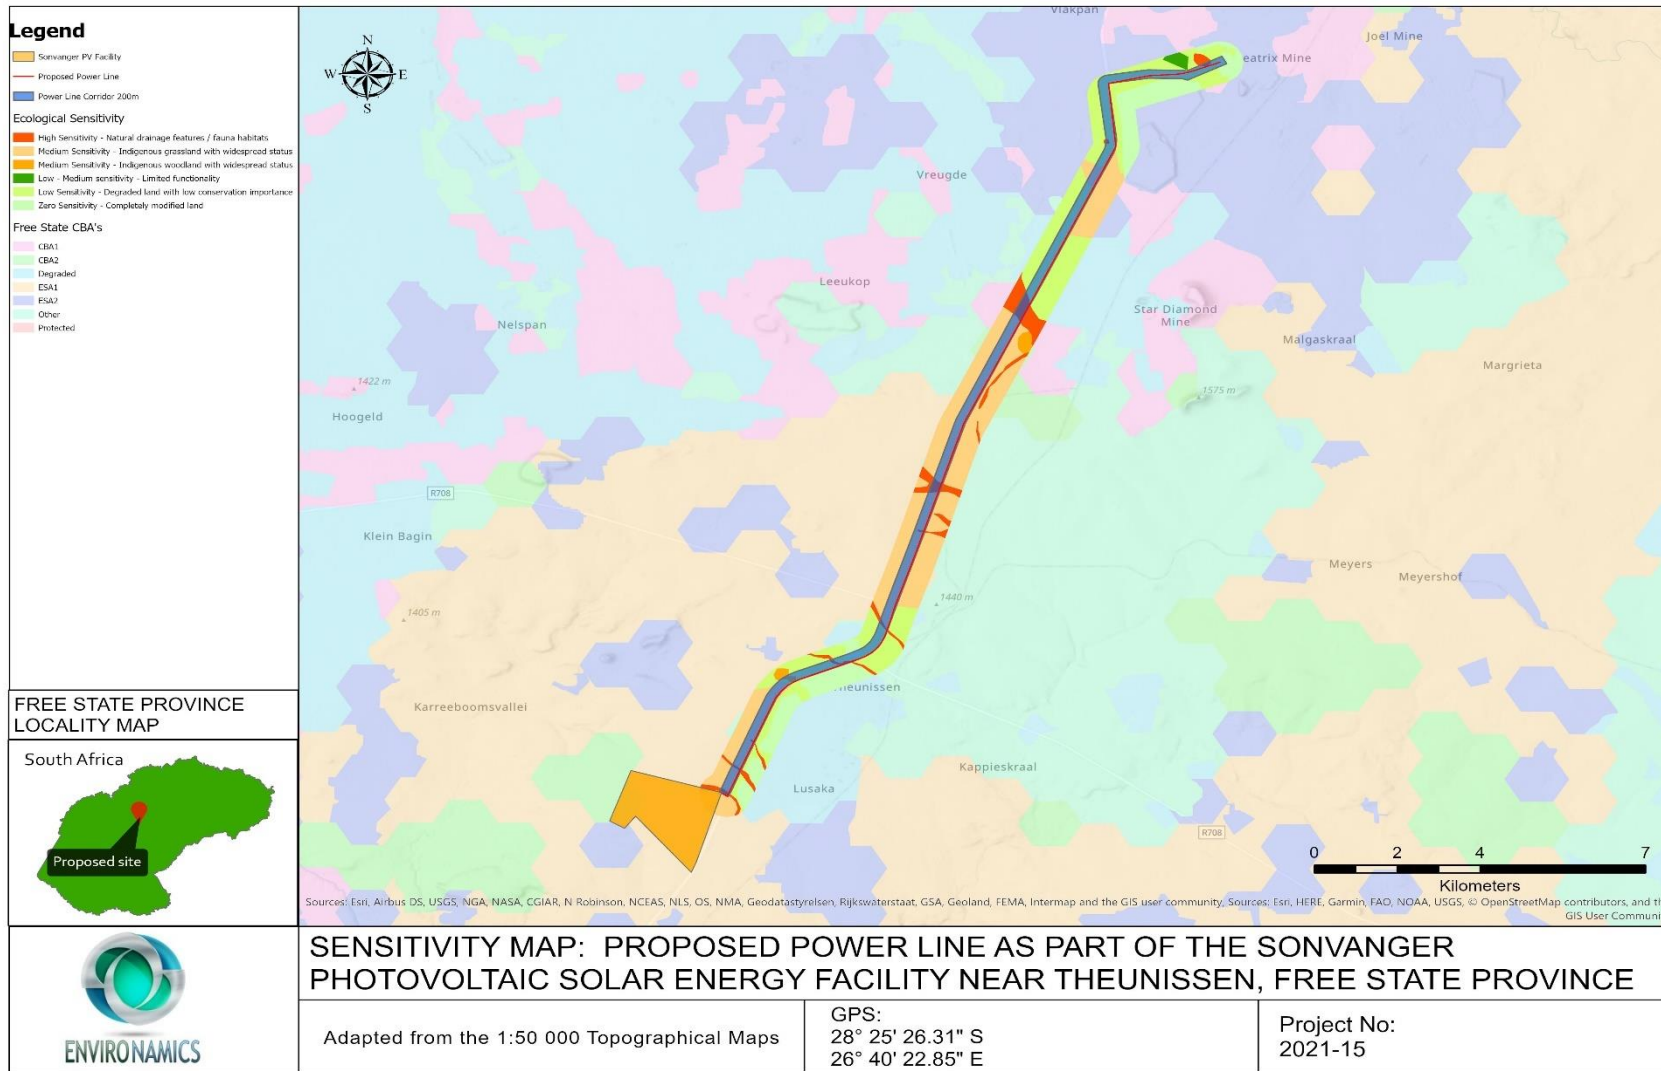 Legend
Sonvanger PV Facility
Proposed Power Line
Power Line Corridor 200m
Ecological Sensitivity
High Sensitivity - Natural drainage features / fauna habitats
Medium Sensitivity - Indigenous grassland with widespread status
Medium Sensitivity - Indigenous woodland with widespread status
Low - Medium sensitivity - Limited functionality
Low Sensitivity - Degraded land with low conservation importance
Zero Sensitivity - Completely modified land
Free State CBA's
CBA1
CBA2
Degraded
ESA1
ESA2
Other
Protected
N
W
E
S
Vlakpan
Joel Mine
eatrix Mine
Vreugde
Leeukop
Star Diamond
Mine
Nelspan
Malgaskraal
Margrieta
1422 m
1575 m
Hoogeld
R708
Klein Bagin
Meyers
Meyershof
1405 m
1440 m
heunissen
Karreeboomsvallei
Kappieskraal
Lusaka
R708
0 2 4 7
Kilometers
Sources: Esri, Airbus DS, USGS, NGA, NASA, CGIAR, N Robinson, NCEAS, NLS, OS, NMA, Geodatastyrelsen, Rijkswaterstaat, GSA, Geoland, FEMA, Intermap and the GIS user community, Sources: Esri, HERE, Garmin, FAO, NOAA, USGS, © OpenStreetMap contributors, and th
GIS User Communi
FREE STATE PROVINCE
LOCALITY MAP
South Africa
Proposed site
ENVIRONAMICS
SENSITIVITY MAP: PROPOSED POWER LINE AS PART OF THE SONVANGER
PHOTOVOLTAIC SOLAR ENERGY FACILITY NEAR THEUNISSEN, FREE STATE PROVINCE
Adapted from the 1:50 000 Topographical Maps
GPS:
28° 25' 26.31" S
26° 40' 22.85" E
Project No:
2021-15